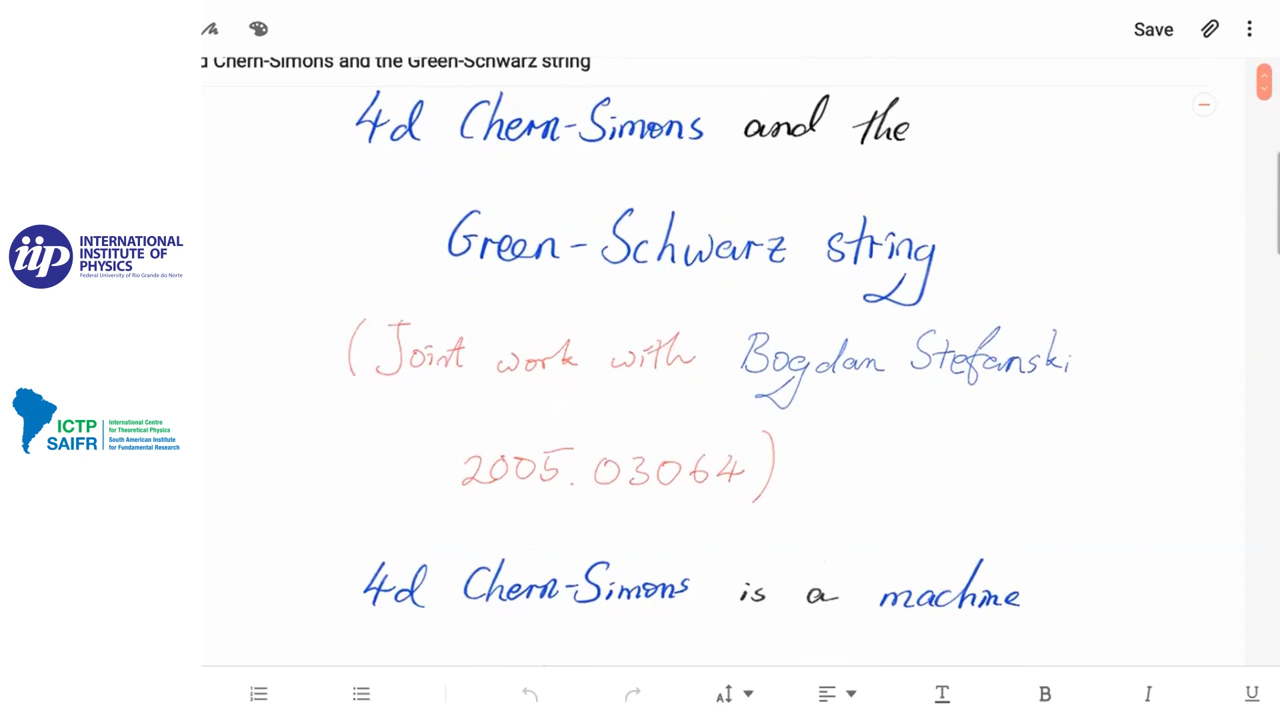 Save
d Chern-Simons and the Green-Schwarz string
4d Chern-Simons and the
Green-Schwarz string
(Joint work with Bogdan Stefanski
2005.03064)
4d Chern-Simons is a machine
iip
INTERNATIONAL
INSTITUTE OF
PHYSICS
Federal University of Rio Grande do Norte
ICTP
SAIFR
International Centre
for Theoretical Physics
South American Institute
for Fundamental Research
A
T
B
I
U